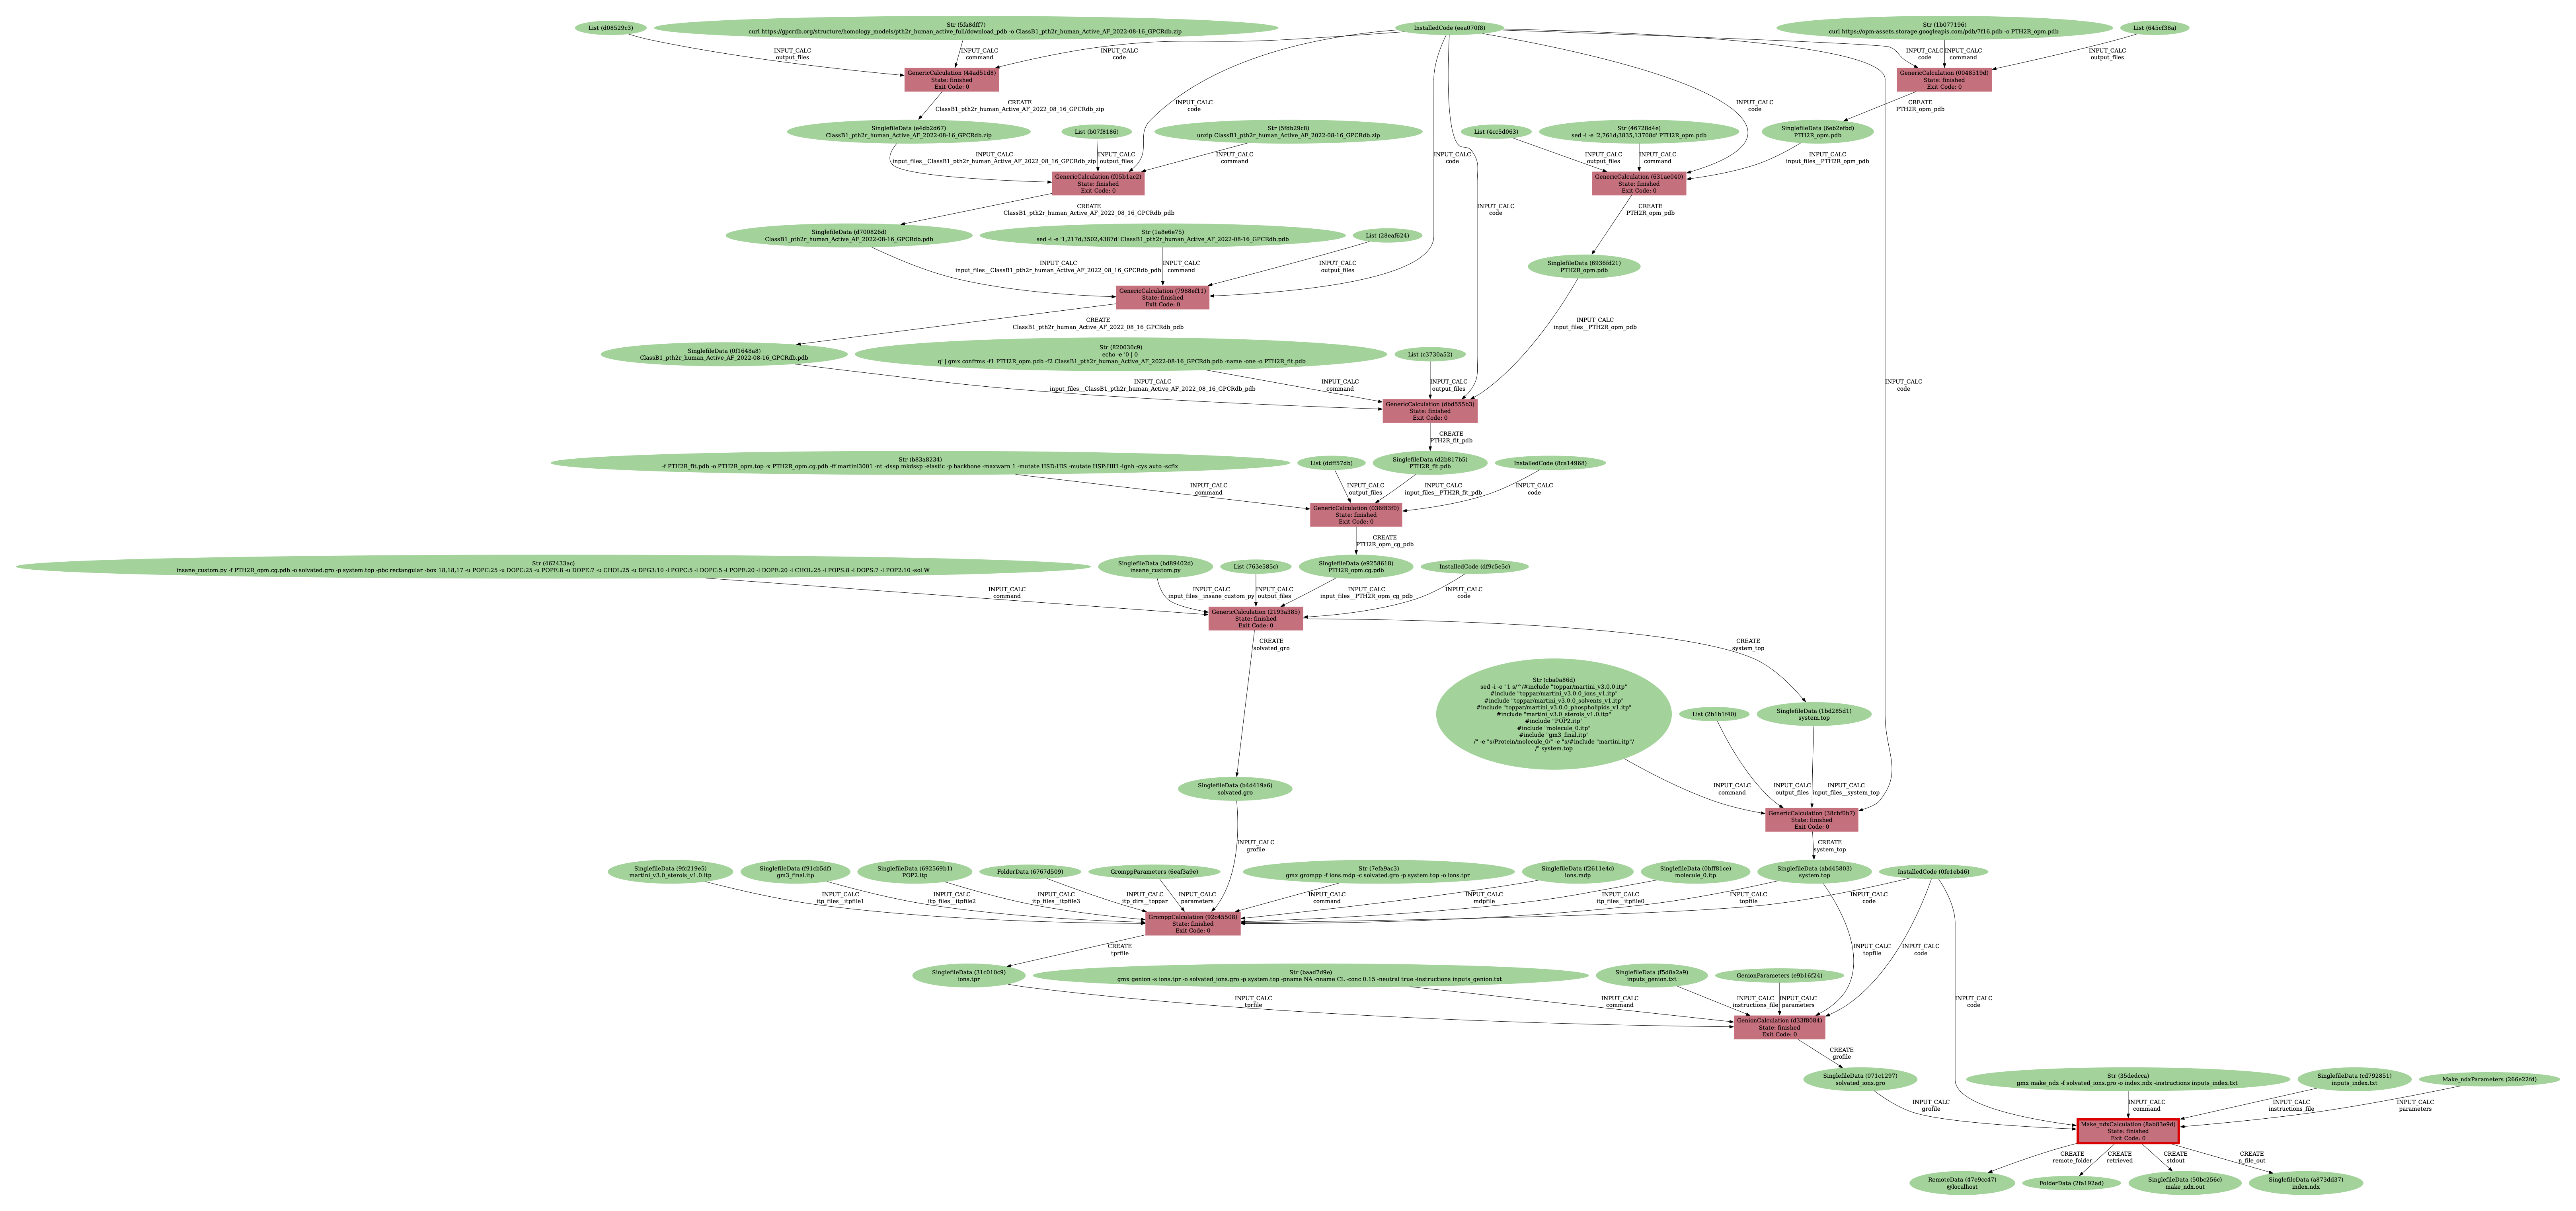 List (d08529c3)
Str (5fa8dff7)
curl https://gpcrdb.org/structure/homology_models/pth2r_human_active_full/download_pdb -o ClassB1_pth2r_human_Active_AF_2022-08-16_GPCRdb.zip
InstalledCode (eea070f8)
Str (1b077196)
curl https://opm-assets.storage.googleapis.com/pdb/7f16.pdb -o PTH2R_opm.pdb
List (645cf38a)
INPUT_CALC
output_files
INPUT_CALC
command
INPUT_CALC
code
INPUT_CALC
code
INPUT_CALC
command
INPUT_CALC
output_files
GenericCalculation (44ad51d8)
State: finished
Exit Code: 0
GenericCalculation (0048519d)
State: finished
Exit Code: 0
CREATE
ClassB1_pth2r_human_Active_AF_2022_08_16_GPCRdb_zip
INPUT_CALC
code
INPUT_CALC
code
CREATE
PTH2R_opm_pdb
SinglefileData (e4db2d67)
ClassB1_pth2r_human_Active_AF_2022-08-16_GPCRdb.zip
List (b07f8186)
Str (5fdb29c8)
unzip ClassB1_pth2r_human_Active_AF_2022-08-16_GPCRdb.zip
List (4cc5d063)
Str (46728d4e)
sed -i -e '2,761d;3835,13708d' PTH2R_opm.pdb
SinglefileData (6eb2efbd)
PTH2R_opm.pdb
INPUT_CALC
input_files__ClassB1_pth2r_human_Active_AF_2022_08_16_GPCRdb_zip
INPUT_CALC
output_files
INPUT_CALC
command
INPUT_CALC
code
INPUT_CALC
output_files
INPUT_CALC
command
INPUT_CALC
input_files__PTH2R_opm_pdb
GenericCalculation (f05b1ac2)
State: finished
Exit Code: 0
GenericCalculation (631ae040)
State: finished
Exit Code: 0
CREATE
ClassB1_pth2r_human_Active_AF_2022_08_16_GPCRdb_pdb
INPUT_CALC
code
CREATE
PTH2R_opm_pdb
SinglefileData (d700826d)
ClassB1_pth2r_human_Active_AF_2022-08-16_GPCRdb.pdb
Str (1a8e6e75)
sed -i -e '1,217d;3502,4387d' ClassB1_pth2r_human_Active_AF_2022-08-16_GPCRdb.pdb
List (28eaf624)
INPUT_CALC
input_files__ClassB1_pth2r_human_Active_AF_2022_08_16_GPCRdb_pdb
INPUT_CALC
command
INPUT_CALC
output_files
SinglefileData (6936fd21)
PTH2R_opm.pdb
GenericCalculation (7988ef11)
State: finished
Exit Code: 0
CREATE
ClassB1_pth2r_human_Active_AF_2022_08_16_GPCRdb_pdb
INPUT_CALC
input_files__PTH2R_opm_pdb
SinglefileData (0f1648a8)
ClassB1_pth2r_human_Active_AF_2022-08-16_GPCRdb.pdb
Str (820030c9)
echo -e '0 | 0
q' | gmx confrms -f1 PTH2R_opm.pdb -f2 ClassB1_pth2r_human_Active_AF_2022-08-16_GPCRdb.pdb -name -one -o PTH2R_fit.pdb
List (c3730a52)
INPUT_CALC
input_files__ClassB1_pth2r_human_Active_AF_2022_08_16_GPCRdb_pdb
INPUT_CALC
command
INPUT_CALC
output_files
INPUT_CALC
code
GenericCalculation (dbd555b3)
State: finished
Exit Code: 0
CREATE
PTH2R_fit_pdb
Str (b83a8234)
-f PTH2R_fit.pdb -o PTH2R_opm.top -x PTH2R_opm.cg.pdb -ff martini3001 -nt -dssp mkdssp -elastic -p backbone -maxwarn 1 -mutate HSD:HIS -mutate HSP:HIH -ignh -cys auto -scfix
List (ddff57db)
SinglefileData (d2b817b5)
PTH2R_fit.pdb
InstalledCode (8ca14968)
INPUT_CALC
command
INPUT_CALC
output_files
INPUT_CALC
input_files__PTH2R_fit_pdb
INPUT_CALC
code
GenericCalculation (036f83f0)
State: finished
Exit Code: 0
CREATE
PTH2R_opm_cg_pdb
Str (462433ac)
insane_custom.py -f PTH2R_opm.cg.pdb -o solvated.gro -p system.top -pbc rectangular -box 18,18,17 -u POPC:25 -u DOPC:25 -u POPE:8 -u DOPE:7 -u CHOL:25 -u DPG3:10 -l POPC:5 -l DOPC:5 -l POPE:20 -l DOPE:20 -l CHOL:25 -l POPS:8 -l DOPS:7 -l POP2:10 -sol W
SinglefileData (bd89402d)
insane_custom.py
List (763e585c)
SinglefileData (e9258618)
PTH2R_opm.cg.pdb
InstalledCode (df9c5e5c)
INPUT_CALC
command
INPUT_CALC
input_files__insane_custom_py
INPUT_CALC
output_files
INPUT_CALC
input_files__PTH2R_opm_cg_pdb
INPUT_CALC
code
GenericCalculation (2193a385)
State: finished
Exit Code: 0
CREATE
solvated_gro
CREATE
system_top
Str (cba0a86d)
sed -i -e "1 s/^/#include "toppar/martini_v3.0.0.itp"
#include "toppar/martini_v3.0.0_ions_v1.itp"
#include "toppar/martini_v3.0.0_solvents_v1.itp"
#include "toppar/martini_v3.0.0_phospholipids_v1.itp"
#include "martini_v3.0_sterols_v1.0.itp"
#include "POP2.itp"
#include "molecule_0.itp"
#include "gm3_final.itp"
/" -e "s/Protein/molecule_0/" -e "s/#include "martini.itp"/
/" system.top
List (2b1b1f40)
SinglefileData (1bd285d1)
system.top
SinglefileData (b4d419a6)
solvated.gro
INPUT_CALC
command
INPUT_CALC
output_files
INPUT_CALC
input_files__system_top
GenericCalculation (38cbf0b7)
State: finished
Exit Code: 0
INPUT_CALC
grofile
CREATE
system_top
SinglefileData (9fc219e5)
martini_v3.0_sterols_v1.0.itp
SinglefileData (f91cb5df)
gm3_final.itp
SinglefileData (692569b1)
POP2.itp
FolderData (6767d509)
GromppParameters (6eaf3a9e)
Str (7efa9ac3)
gmx grompp -f ions.mdp -c solvated.gro -p system.top -o ions.tpr
SinglefileData (f2611e4c)
ions.mdp
SinglefileData (0bff81ce)
molecule_0.itp
SinglefileData (abd45803)
system.top
InstalledCode (0fe1eb46)
INPUT_CALC
itp_files__itpfile1
INPUT_CALC
itp_files__itpfile2
INPUT_CALC
itp_files__itpfile3
INPUT_CALC
itp_dirs__toppar
INPUT_CALC
parameters
INPUT_CALC
command
INPUT_CALC
mdpfile
INPUT_CALC
itp_files__itpfile0
INPUT_CALC
topfile
INPUT_CALC
code
GromppCalculation (92c45508)
State: finished
Exit Code: 0
CREATE
tprfile
INPUT_CALC
topfile
INPUT_CALC
code
SinglefileData (31c010c9)
ions.tpr
Str (baad7d9e)
gmx genion -s ions.tpr -o solvated_ions.gro -p system.top -pname NA -nname CL -conc 0.15 -neutral true -instructions inputs_genion.txt
SinglefileData (f5d8a2a9)
inputs_genion.txt
GenionParameters (e9b16f24)
INPUT_CALC
tprfile
INPUT_CALC
command
INPUT_CALC
instructions_file
INPUT_CALC
parameters
INPUT_CALC
code
GenionCalculation (d33f8084)
State: finished
Exit Code: 0
CREATE
grofile
SinglefileData (071c1297)
solvated_ions.gro
Str (35dedcca)
gmx make_ndx -f solvated_ions.gro -o index.ndx -instructions inputs_index.txt
SinglefileData (cd792851)
inputs_index.txt
Make_ndxParameters (266e22fd)
INPUT_CALC
grofile
INPUT_CALC
command
INPUT_CALC
instructions_file
INPUT_CALC
parameters
Make_ndxCalculation (8ab83e9d)
State: finished
Exit Code: 0
CREATE
remote_folder
CREATE
retrieved
CREATE
stdout
CREATE
n_file_out
RemoteData (47e9cc47)
@localhost
FolderData (2fa192ad)
SinglefileData (50bc256c)
make_ndx.out
SinglefileData (a873dd37)
index.ndx